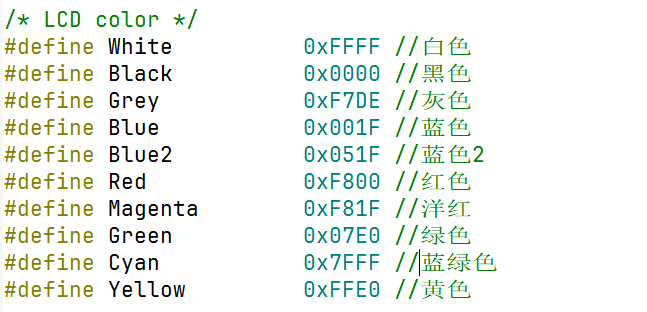 /* LCD color */
#define White 0xFFFF //白色
#define Black 0x0000 //黑色
#define Grey 0xF7DE //灰色
#define Blue 0x001F //蓝色
#define Blue2 0x051F //蓝色2
#define Red 0xF800 //红色
#define Magenta 0xF81F //洋红
#define Green 0x07E0 //绿色
#define Cyan 0x7FFF //蓝绿色
#define Yellow 0xFFE0 //黄色